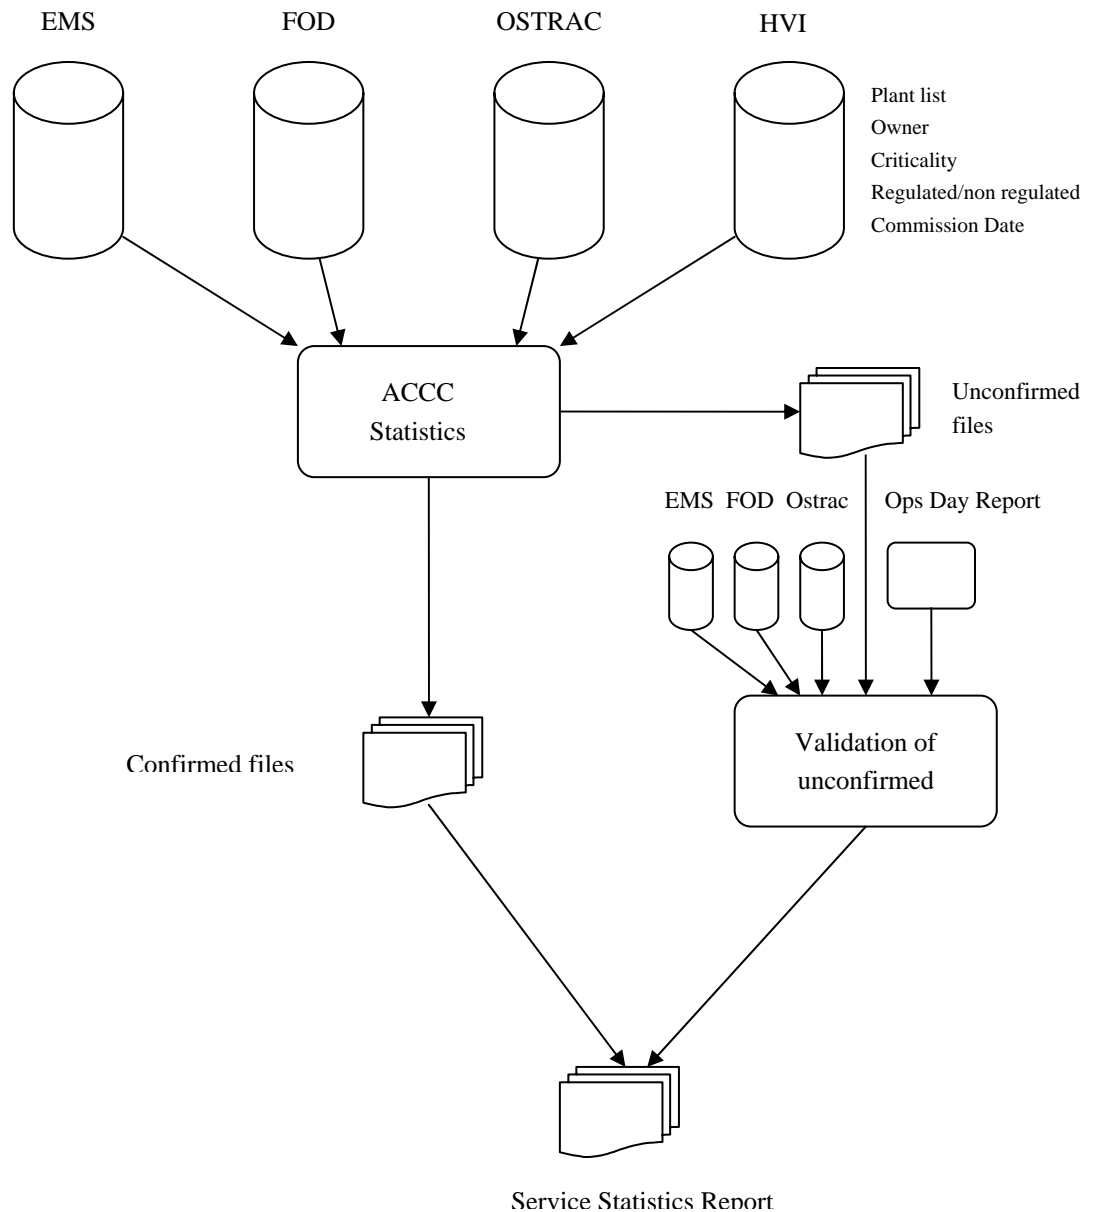 EMS
FOD
OSTRAC
HVI
Plant list
Owner
Criticality
Regulated/non regulated
Commission Date
ACCC
Statistics
Unconfirmed
files
EMS
FOD
Ostrac
Ops Day Report
Validation of
unconfirmed
Confirmed files
Service Statistics Report